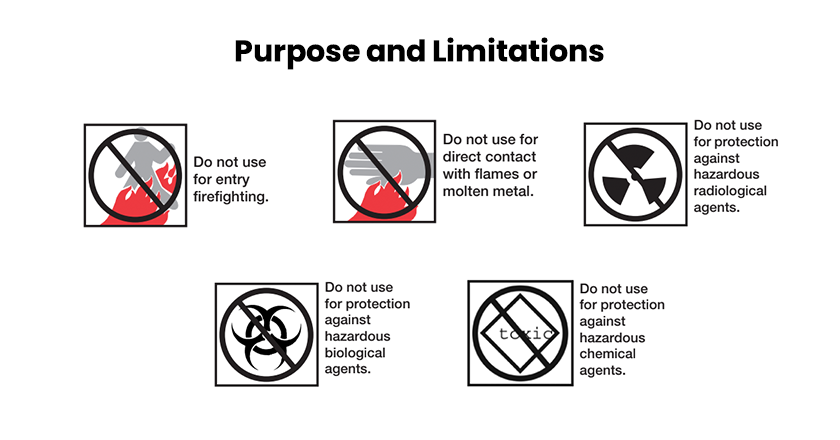 Purpose and Limitations
Do not use
for entry
firefighting.
Do not use for
direct contact
with flames or
molten metal.
Do not use
for protection
against
hazardous
radiological
agents.
Do not use
for protection
against
hazardous
biological
agents.
toxic
Do not use
for protection
against
hazardous
chemical
agents.